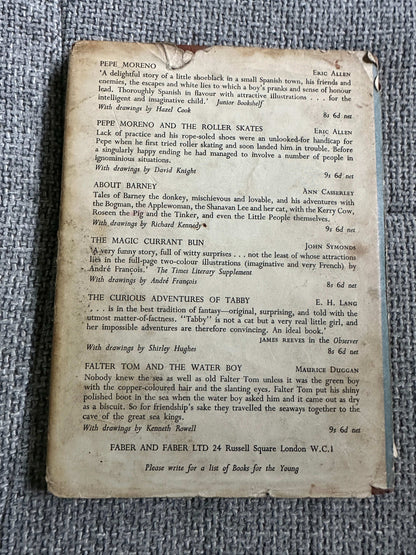 PEPE MORENO ERIC ALLEN
'A delightful story of a little shoeblack in a small Spanish town, his friends and
enemies, the escapes and white lies to which a boy's pranks and sense of honour
lead. Thoroughly Spanish in flavour with attractive illustrations . . . for the
intelligent and imaginative child.' Junior Bookshelf
With drawings by Hazel Cook 8s 6d net
PEPE MORENO AND THE ROLLER SKATES ERIC ALLEN
Lack of practice and his rope-soled shoes were an unlooked-for handicap for
Pepe when he first tried roller skating and soon landed him in trouble. Before
a singularly happy ending he had managed to involve a number of people in
ignominious situations.
With drawings by David Knight 9s 6d net
ABOUT BARNEY ANN CASSERLEY
Tales of Barney the donkey, mischievous and lovable, and his adventures with
the Bogman, the Applewoman, the Shanavan Lea and her cat, with the Kerry Cow,
Roseen the Pig and the Tinker, and even the Little People themselves.
With drawings by Richard Kennedy 9s 6d net
THE MAGIC CURRANT BUN JOHN SYMONDS
'A very funny story, full of witty surprises . . . not the least of whose attractions
lies in the full-page two-colour illustrations (imaginative and very French) by
André François.' The Times Literary Supplement
With drawings by André François 8s 6d net
THE CURIOUS ADVENTURES OF TABBY E. H. LANG
'. . . is in the best tradition of fantasy—original, surprising, and told with the
utmost matter-of-factness. "Tabby" is not a cat but a very real little girl, and
her impossible adventures are therefore convincing. An ideal book.'
JAMES REEVES in the Observer
With drawings by Shirley Hughes 8s 6d net
FALTER TOM AND THE WATER BOY MAURICE DUGGAN
Nobody knew the sea as well as old Falter Tom unless it was the green boy
with the copper-coloured hair and the slanting eyes. Falter Tom put his shiny
polished boot in the sea when the water boy asked him and it came out as dry
as a biscuit. So for friendship's sake they travelled the seaways together to the
cave of the great sea kings.
With drawings by Kenneth Rowell 9s 6d net
FABER AND FABER LTD 24 Russell Square London W.C.1
Please write for a list of Books for the Young